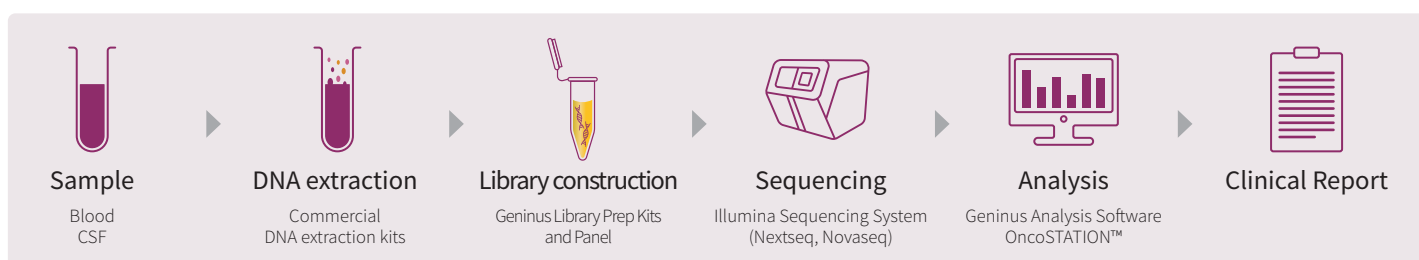 Sample
Blood
CSF
DNA extraction
Commercial
DNA extraction kits
Library construction
Geninus Library Prep Kits
and Panel
Sequencing
Illumina Sequencing System
(Nextseq, Novaseq)
Analysis
Geninus Analysis Software
OncoSTATION™
Clinical Report